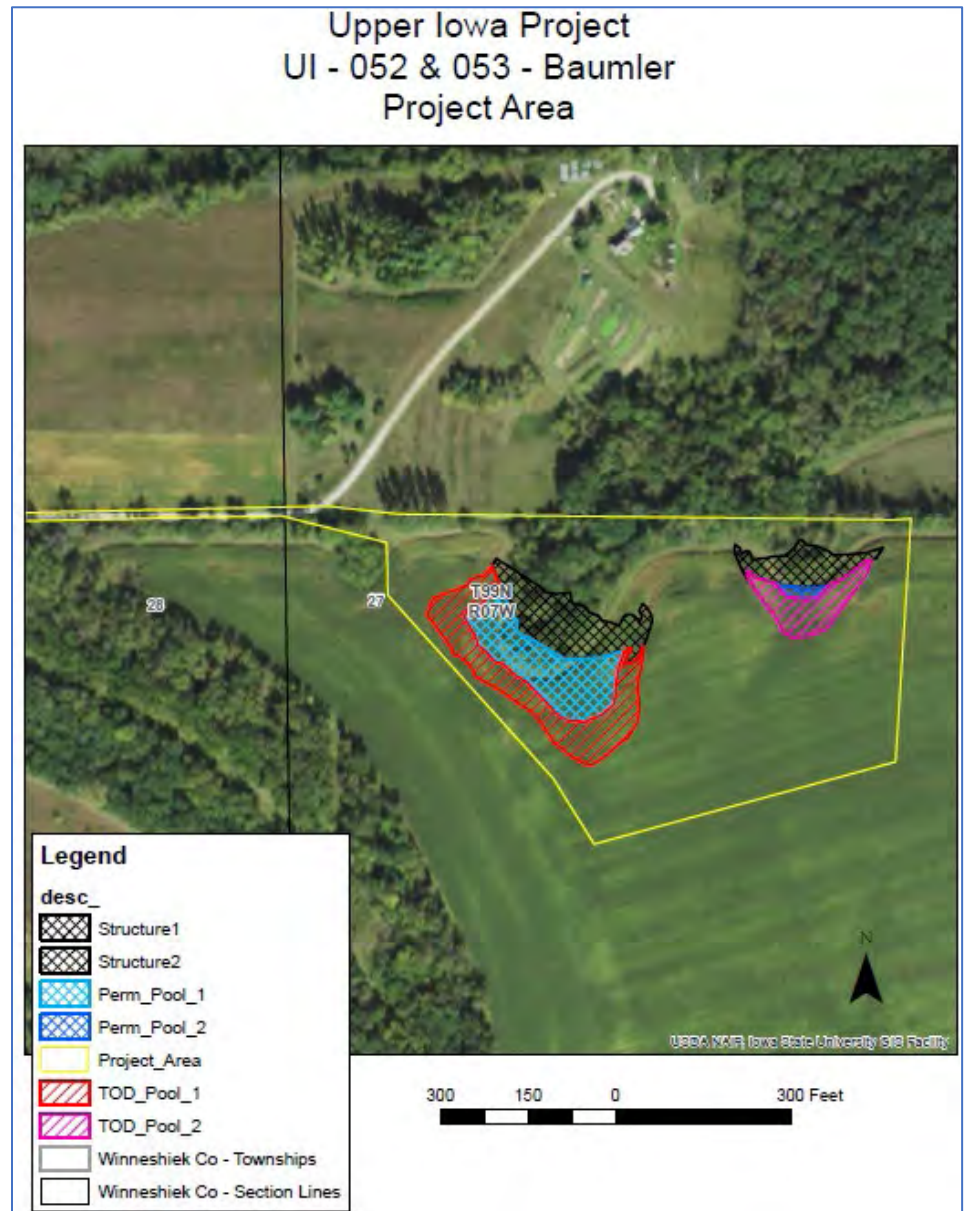 Upper Iowa Project
UI - 052 & 053 - Baumler
Project Area
T99N
R07W
28
27
N
USDA NAIP, Iowa State University GIS Facility
Legend
desc_
Structure1
Structure2
Perm_Pool_1
Perm_Pool_2
Project_Area
TOD_Pool_1
TOD_Pool_2
Winneshiek Co - Townships
Winneshiek Co - Section Lines
300 150 0 300 Feet